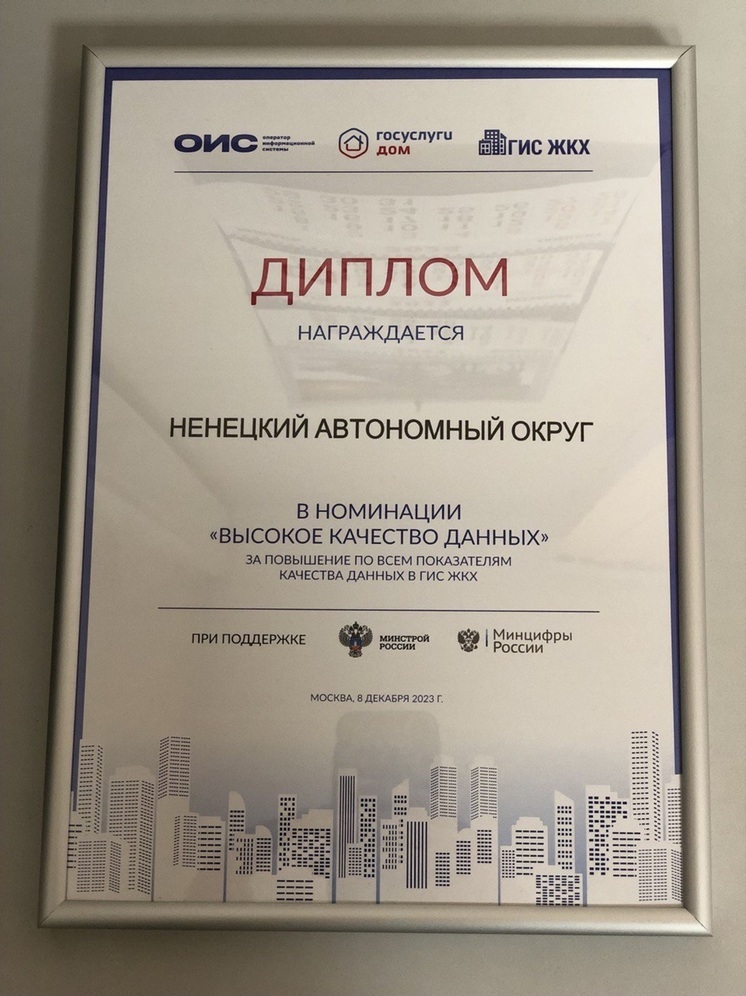 ОИС оператор информационной системы
госуслуги дом
ГИС ЖКХ
ДИПЛОМ
НАГРАЖДАЕТСЯ
НЕНЕЦКИЙ АВТОНОМНЫЙ ОКРУГ
В НОМИНАЦИИ
«ВЫСОКОЕ КАЧЕСТВО ДАННЫХ»
ЗА ПОВЫШЕНИЕ ПО ВСЕМ ПОКАЗАТЕЛЯМ
КАЧЕСТВА ДАННЫХ В ГИС ЖКХ
ПРИ ПОДДЕРЖКЕ
МИНСТРОЙ
РОССИИ
Минцифры
России
МОСКВА, 8 ДЕКАБРЯ 2023 Г.